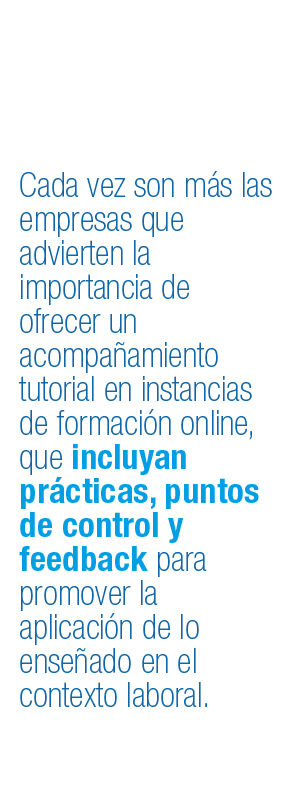 Cada vez son más las
empresas que
advierten la
importancia de
ofrecer un
acompañamiento
tutorial en instancias
de formación online,
que incluyan
prácticas, puntos
de control y
feedback para
promover la
aplicación de lo
enseñado en el
contexto laboral.